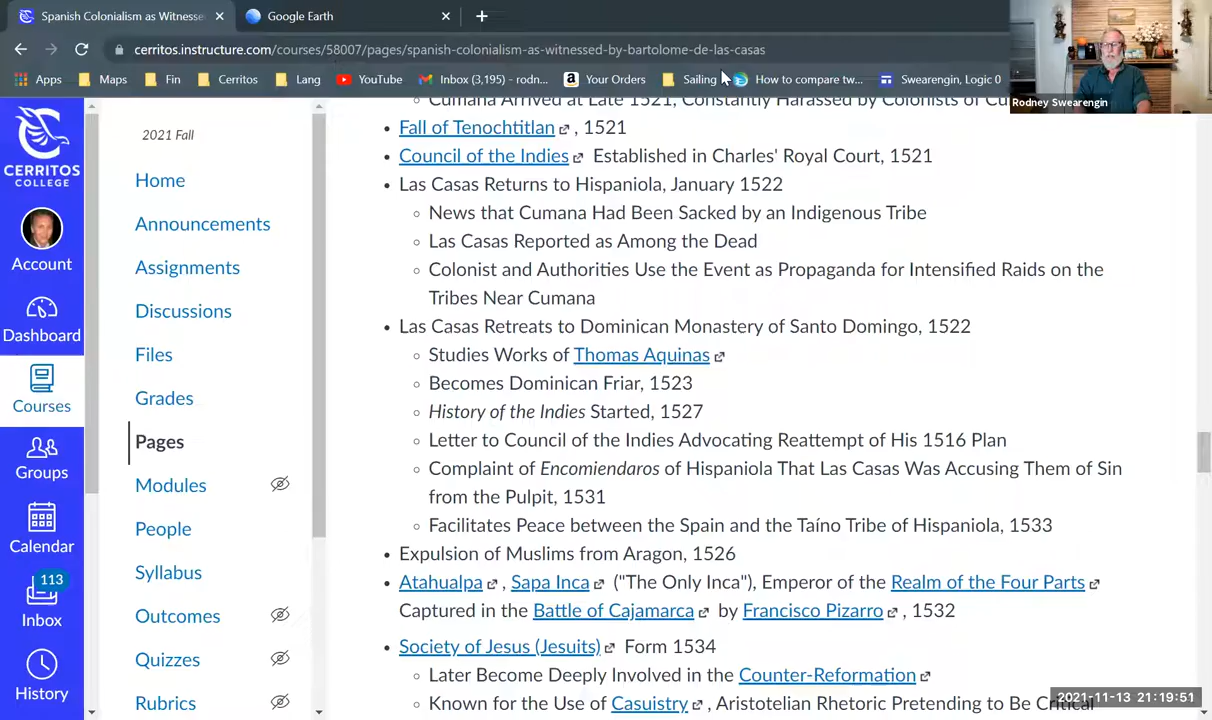 Spanish Colonialism as Witnesse
Google Earth
cerritos.instructure.com/courses/58007/pages/spanish-colonialism-as-witnessed-by-bartolome-de-las-casas
Apps
Maps
Fin
Cerritos
Lang
YouTube
Inbox (3,195) - rodn...
Your Orders
Sailing
How to compare tw...
Swearengin, Logic 0
Rodney Swearengin
CERRITOS
COLLEGE
Account
Dashboard
Courses
Groups
Calendar
113
Inbox
History
2021 Fall
Home
Announcements
Assignments
Discussions
Files
Grades
Pages
Modules
People
Syllabus
Outcomes
Quizzes
Rubrics
Cumana Arrived at Late 1521, Constantly Harassed by Colonists of Cu
Fall of Tenochtitlan , 1521
Council of the Indies Established in Charles' Royal Court, 1521
Las Casas Returns to Hispaniola, January 1522
News that Cumana Had Been Sacked by an Indigenous Tribe
Las Casas Reported as Among the Dead
Colonist and Authorities Use the Event as Propaganda for Intensified Raids on the
Tribes Near Cumana
Las Casas Retreats to Dominican Monastery of Santo Domingo, 1522
Studies Works of Thomas Aquinas
Becomes Dominican Friar, 1523
History of the Indies Started, 1527
Letter to Council of the Indies Advocating Reattempt of His 1516 Plan
Complaint of Encomiendaros of Hispaniola That Las Casas Was Accusing Them of Sin
from the Pulpit, 1531
Facilitates Peace between the Spain and the Taíno Tribe of Hispaniola, 1533
Expulsion of Muslims from Aragon, 1526
Atahualpa , Sapa Inca ("The Only Inca"), Emperor of the Realm of the Four Parts
Captured in the Battle of Cajamarca by Francisco Pizarro , 1532
Society of Jesus (Jesuits) Form 1534
Later Become Deeply Involved in the Counter-Reformation
Known for the Use of Casuistry , Aristotelian Rhetoric Pretending to Be Critical
2021-11-13 21:19:51